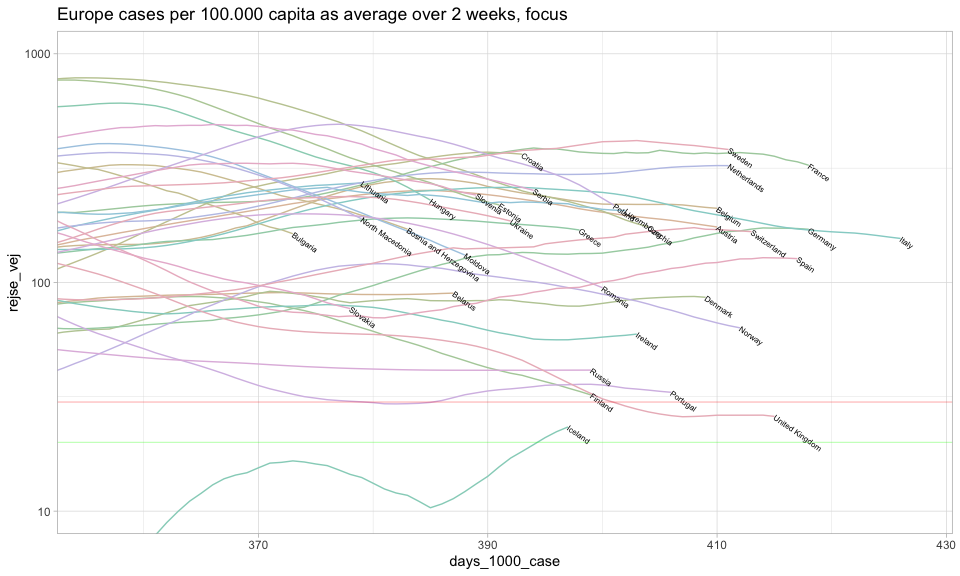 Europe cases per 100.000 capita as average over 2 weeks, focus
1000
100
10
rejse_vej
Croatia
Sweden
France
Netherlands
Lithuania
Hungary
Slovenia
Serbia
Estonia
Ukraine
Luxembourg
Belgium
Bulgaria
North Macedonia
Bosnia and Herzegovina
Moldova
Greece
Austria
Switzerland
Germany
Italy
Spain
Belarus
Slovakia
Romania
Denmark
Norway
Ireland
Russia
Finland
Portugal
Iceland
United Kingdom
370
390
410
430
days_1000_case